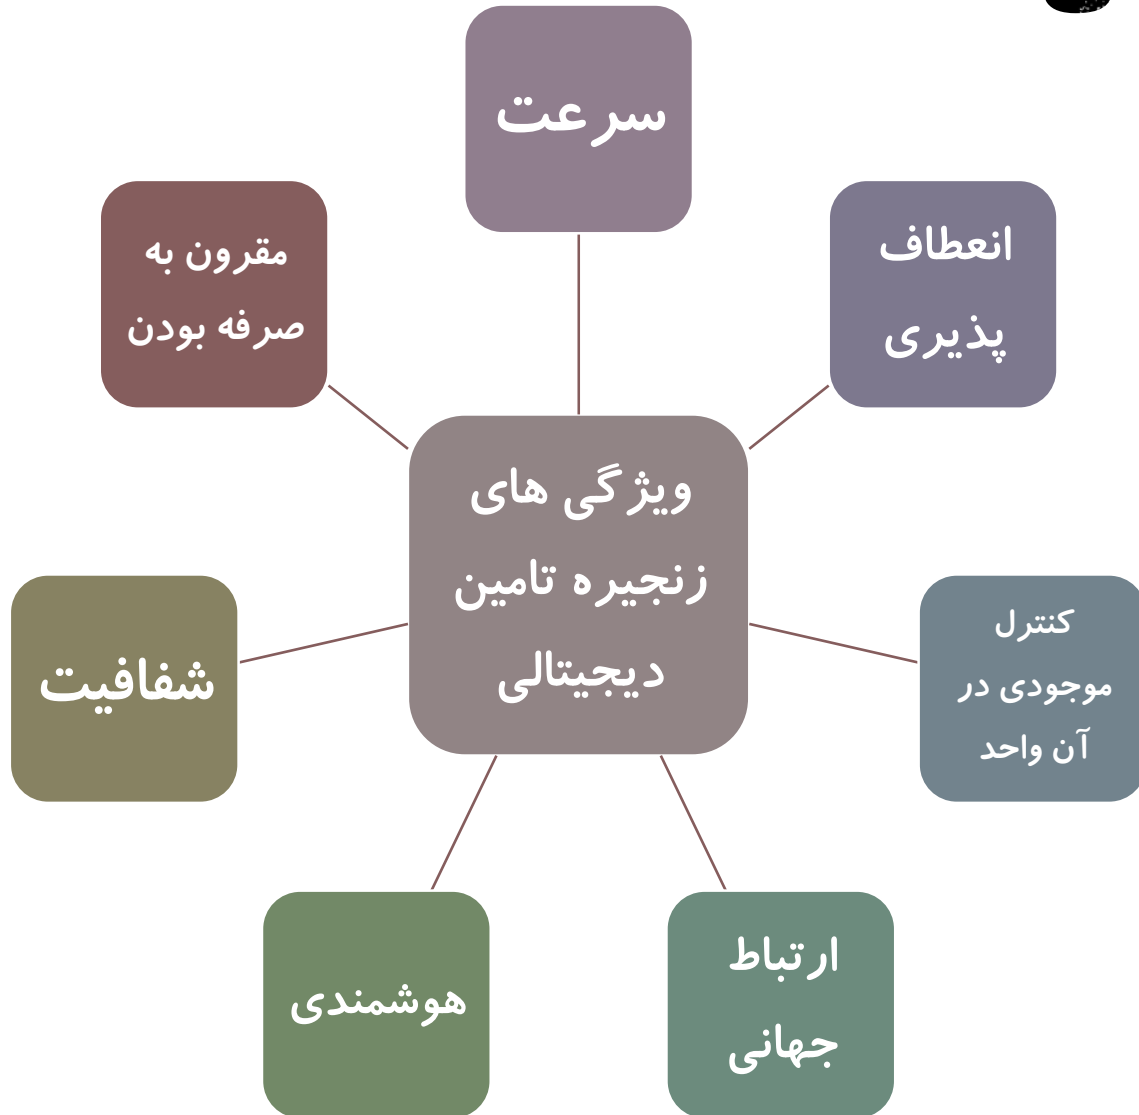 سرعت
انعطاف
پذیری
کنترل
موجودی در
آن واحد
ارتباط
جهانی
هوشمندی
شفافیت
مقرون به
صرفه بودن
ویژگی های
زنجیره تامین
دیجیتالی